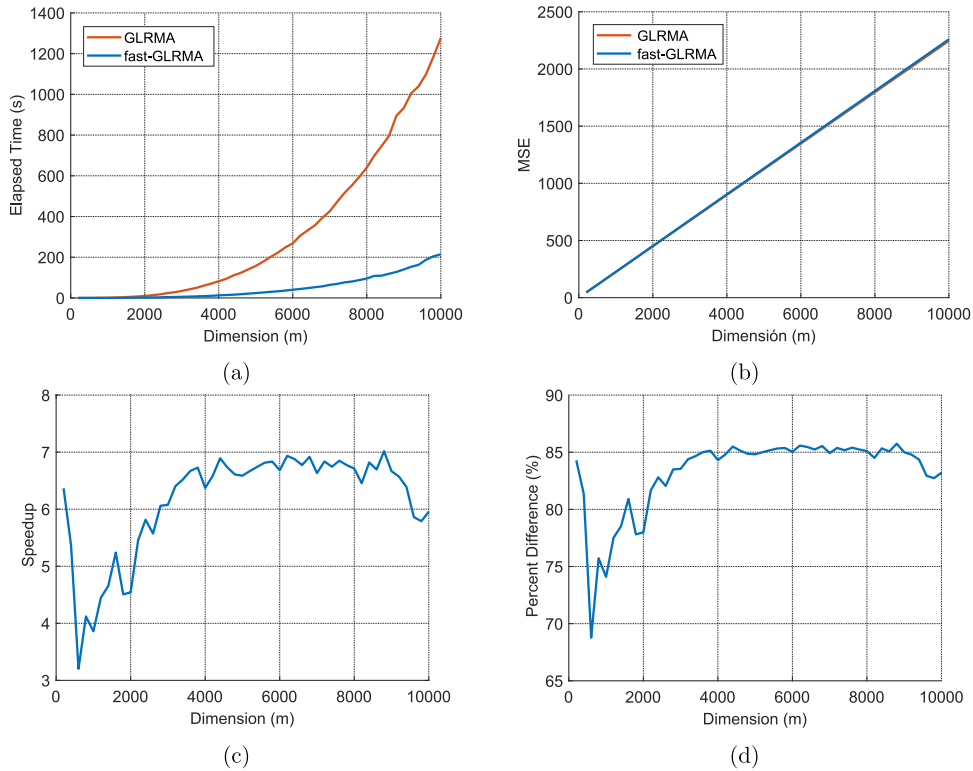 1400
1200
1000
800
600
400
200
0
Elapsed Time (s)
GLRMA
fast-GLRMA
0 2000 4000 6000 8000 10000
Dimension (m)
(a)
2500
2000
1500
1000
500
0
MSE
GLRMA
fast-GLRMA
0 2000 4000 6000 8000 10000
Dimensión (m)
(b)
8
7
6
5
4
3
Speedup
0 2000 4000 6000 8000 10000
Dimension (m)
(c)
90
85
80
75
70
65
Percent Difference (%)
0 2000 4000 6000 8000 10000
Dimension (m)
(d)